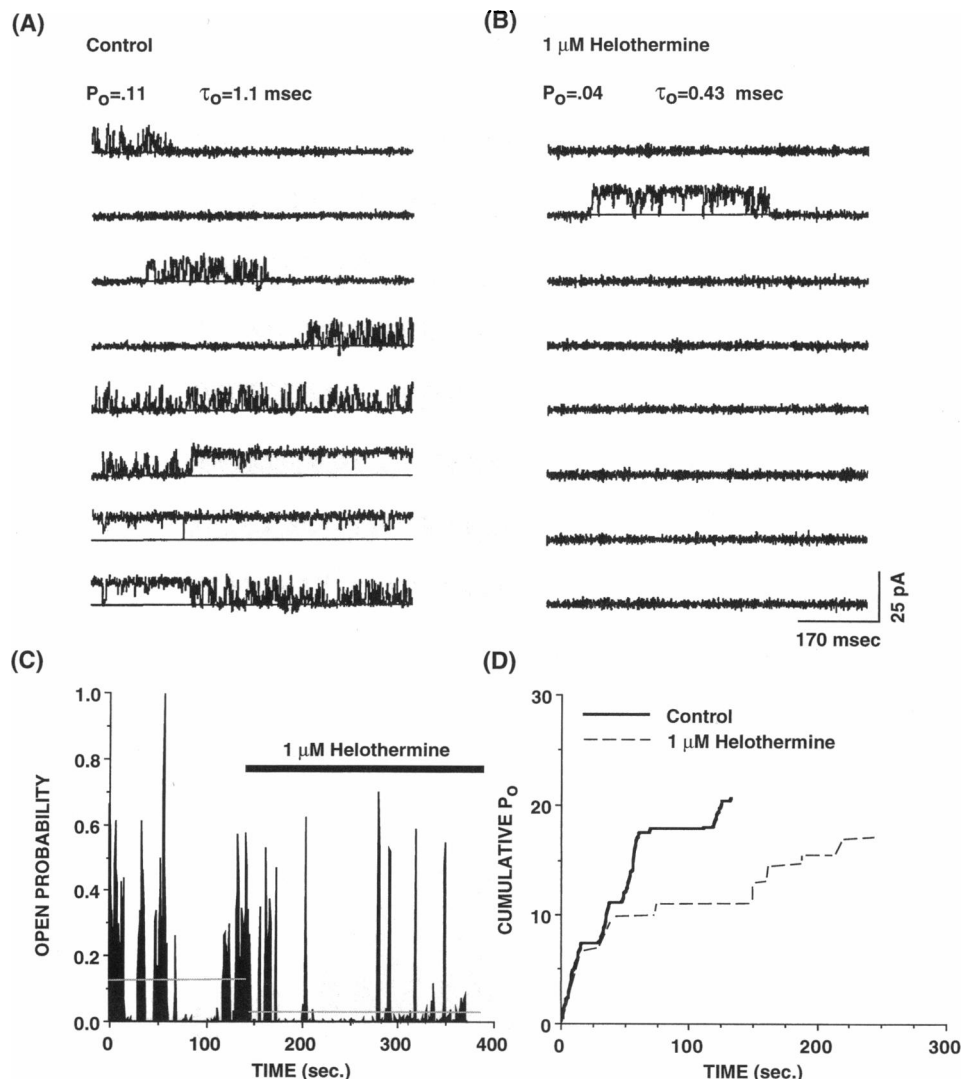 (A)
Control
Po=.11 τo=1.1 msec
(B)
1 μM Helothermine
Po=.04 τo=0.43 msec
25 pA
170 msec
(C)
OPEN PROBABILITY
1.0
0.8
0.6
0.4
0.2
0.0
1 μM Helothermine
0 100 200 300 400
TIME (sec.)
(D)
CUMULATIVE Po
30
20
10
0
Control
1 μM Helothermine
0 100 200 300
TIME (sec.)